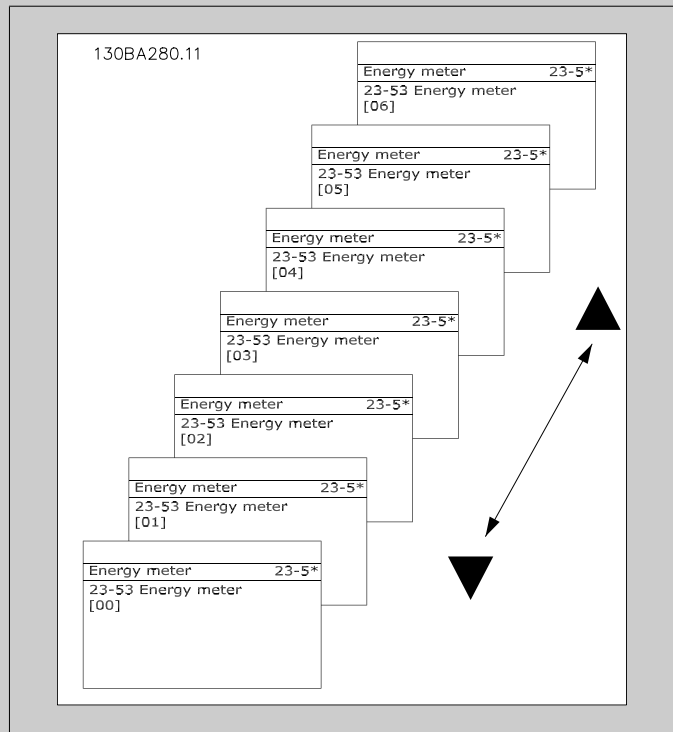 130BA280.11
Energy meter 23-5*
23-53 Energy meter
[06]
Energy meter 23-5*
23-53 Energy meter
[05]
Energy meter 23-5*
23-53 Energy meter
[04]
Energy meter 23-5*
23-53 Energy meter
[03]
Energy meter 23-5*
23-53 Energy meter
[02]
Energy meter 23-5*
23-53 Energy meter
[01]
Energy meter 23-5*
23-53 Energy meter
[00]